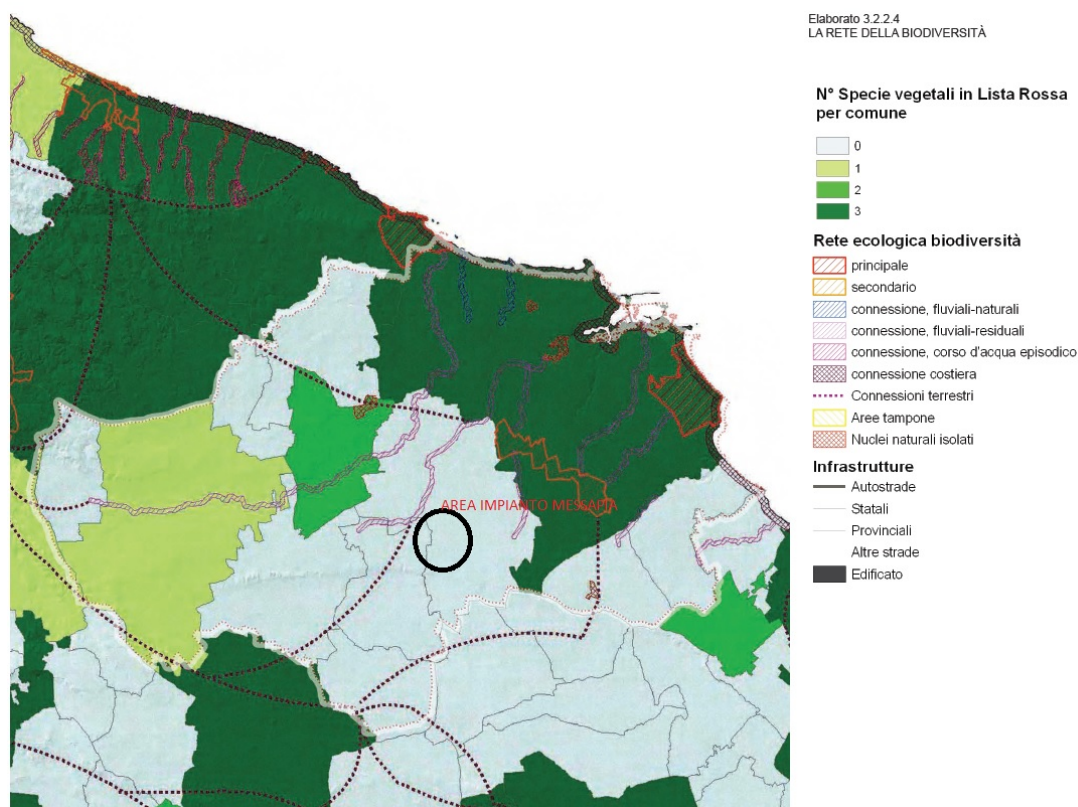 Elaborato 3.2.2.4
LA RETE DELLA BIODIVERSITÀ
N° Specie vegetali in Lista Rossa
per comune
0
1
2
3
Rete ecologica biodiversità
principale
secondario
connessione, fluviali-naturali
connessione, fluviali-residuali
connessione, corso d'acqua episodico
connessione costiera
Connessioni terrestri
Aree tampone
Nuclei naturali isolati
Infrastrutture
Autostrade
Statali
Provinciali
Altre strade
Edificato
AREA IMPIANTO MESSAPIA